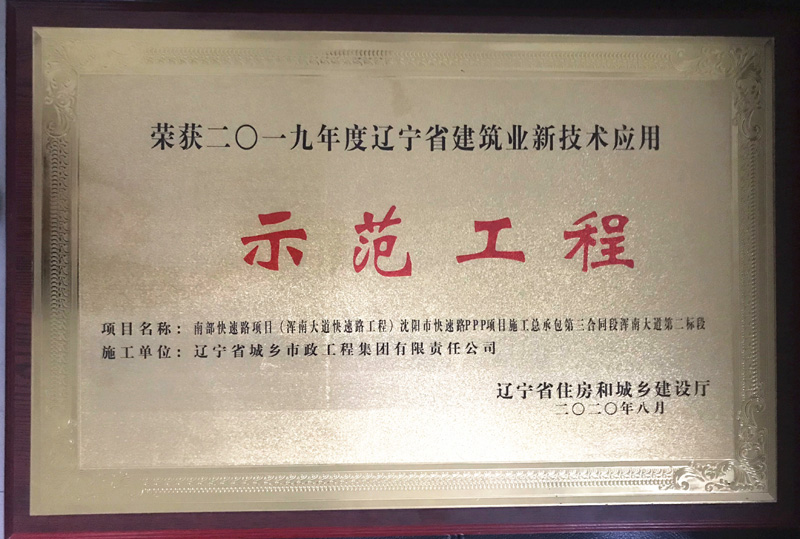 荣获二〇一九年度辽宁省建筑业新技术应用
示范工程
项目名称：南部快速路项目（浑南大道快速路工程）沈阳市快速路PPP项目施工总承包第三合同段浑南大道第二标段
施工单位：辽宁省城乡市政工程集团有限责任公司
辽宁省住房和城乡建设厅
二〇二〇年八月